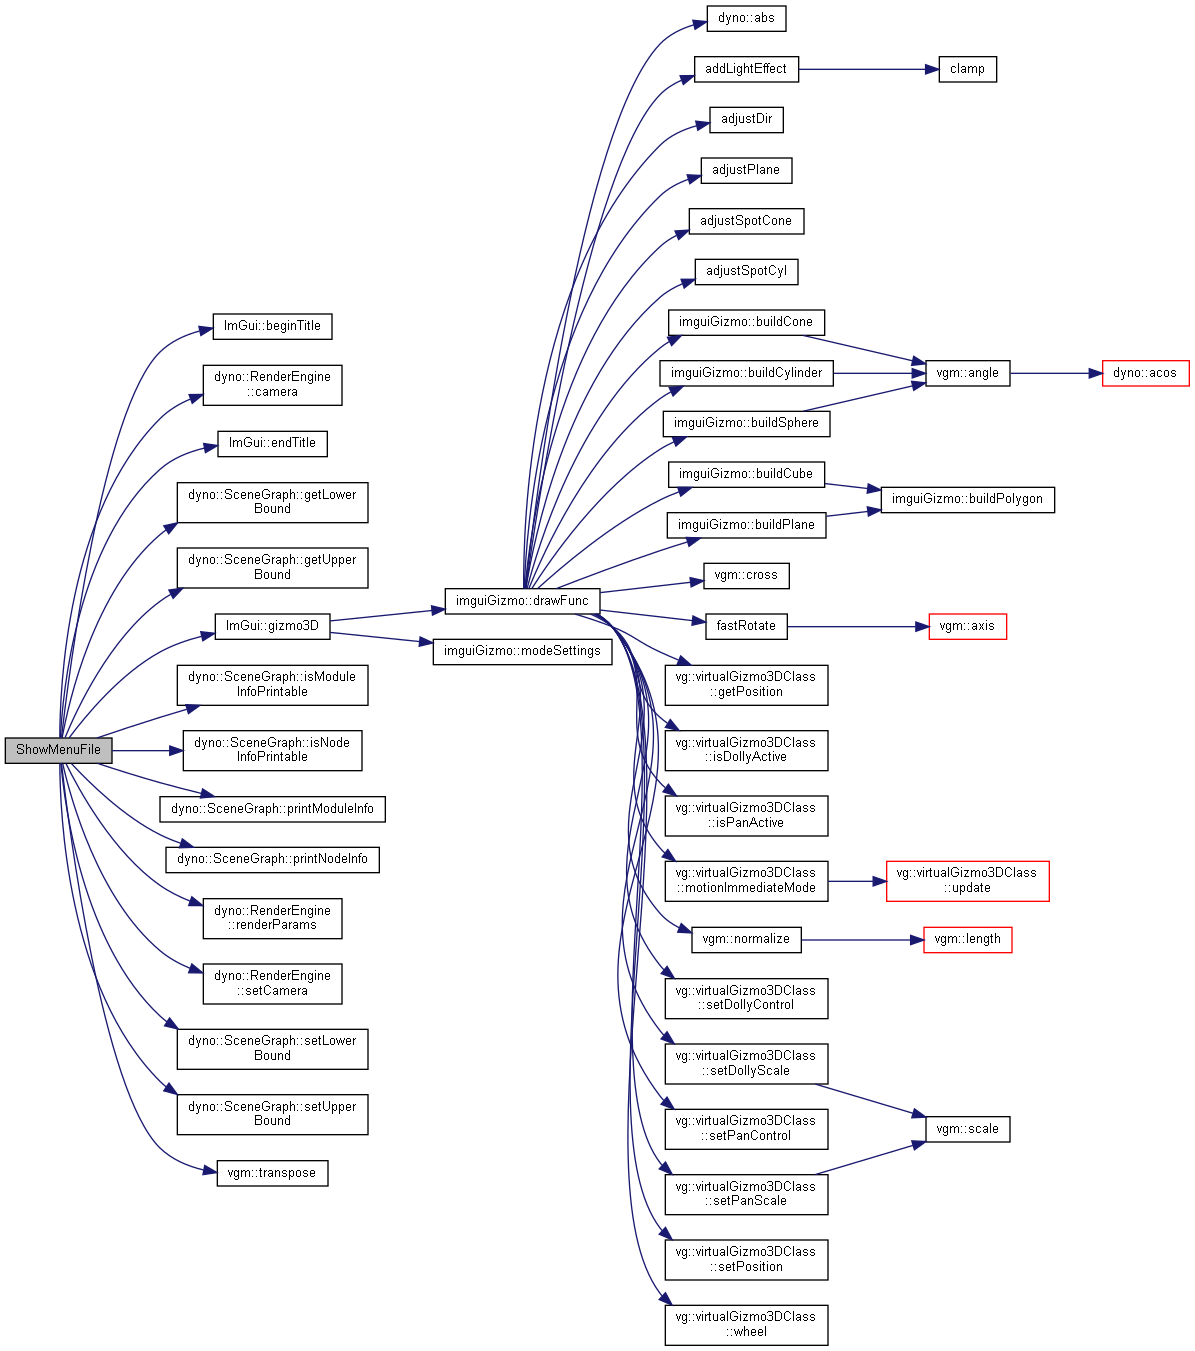 ShowMenuFile
ImGui::beginTitle
dyno::RenderEngine
::camera
ImGui::endTitle
dyno::SceneGraph::getLower
Bound
dyno::SceneGraph::getUpper
Bound
ImGui::gizmo3D
dyno::SceneGraph::isModule
InfoPrintable
dyno::SceneGraph::isNode
InfoPrintable
dyno::SceneGraph::printModuleInfo
dyno::SceneGraph::printNodeInfo
dyno::RenderEngine
::renderParams
dyno::RenderEngine
::setCamera
dyno::SceneGraph::setLower
Bound
dyno::SceneGraph::setUpper
Bound
vgm::transpose
imguiGizmo::drawFunc
imguiGizmo::modeSettings
dyno::abs
addLightEffect
adjustDir
adjustPlane
adjustSpotCone
adjustSpotCyl
imguiGizmo::buildCone
imguiGizmo::buildCylinder
imguiGizmo::buildSphere
imguiGizmo::buildCube
imguiGizmo::buildPlane
vgm::cross
fastRotate
vg::virtualGizmo3DClass
::getPosition
vg::virtualGizmo3DClass
::isDollyActive
vg::virtualGizmo3DClass
::isPanActive
vg::virtualGizmo3DClass
::motionImmediateMode
vgm::normalize
vg::virtualGizmo3DClass
::setDollyControl
vg::virtualGizmo3DClass
::setDollyScale
vg::virtualGizmo3DClass
::setPanControl
vg::virtualGizmo3DClass
::setPanScale
vg::virtualGizmo3DClass
::setPosition
vg::virtualGizmo3DClass
::wheel
clamp
vgm::angle
imguiGizmo::buildPolygon
vgm::axis
vg::virtualGizmo3DClass
::update
vgm::length
vgm::scale
dyno::acos